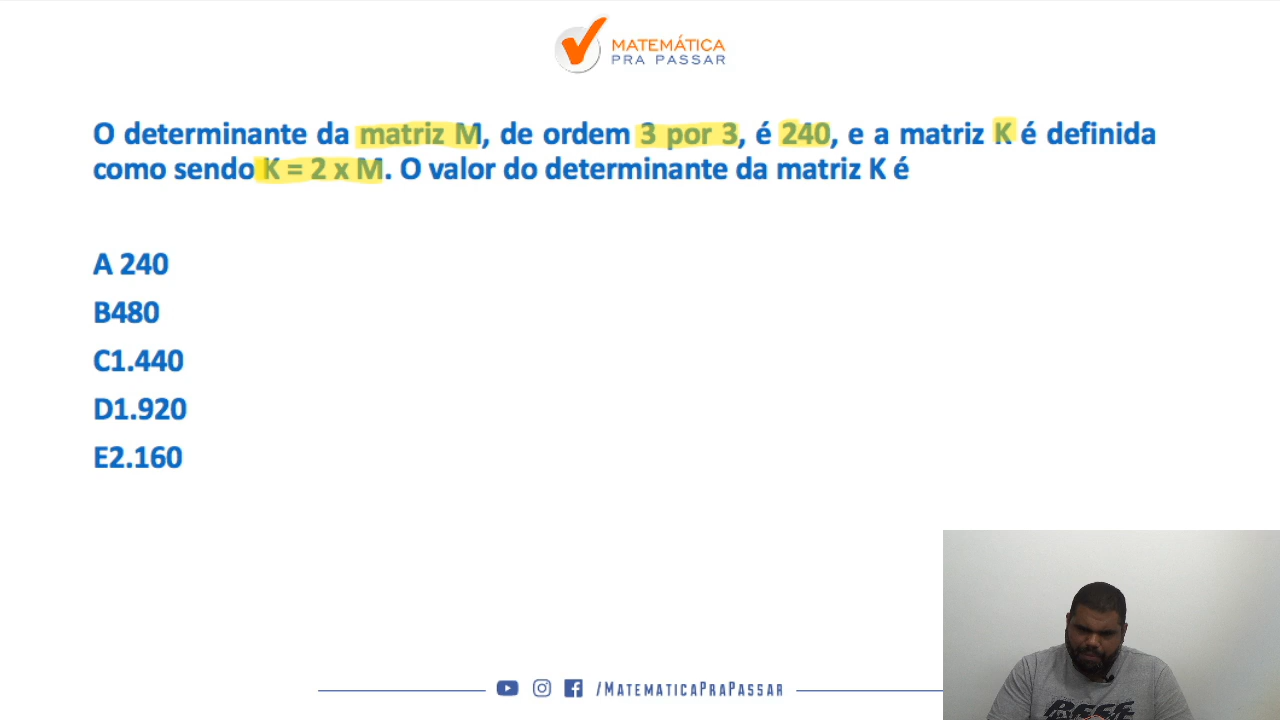 MATEMÁTICA
PRA PASSAR
O determinante da matriz M, de ordem 3 por 3, é 240, e a matriz K é definida
como sendo K = 2 x M. O valor do determinante da matriz K é
A 240
B480
C1.440
D1.920
E2.160
/MATEMATICAPRAPASSAR